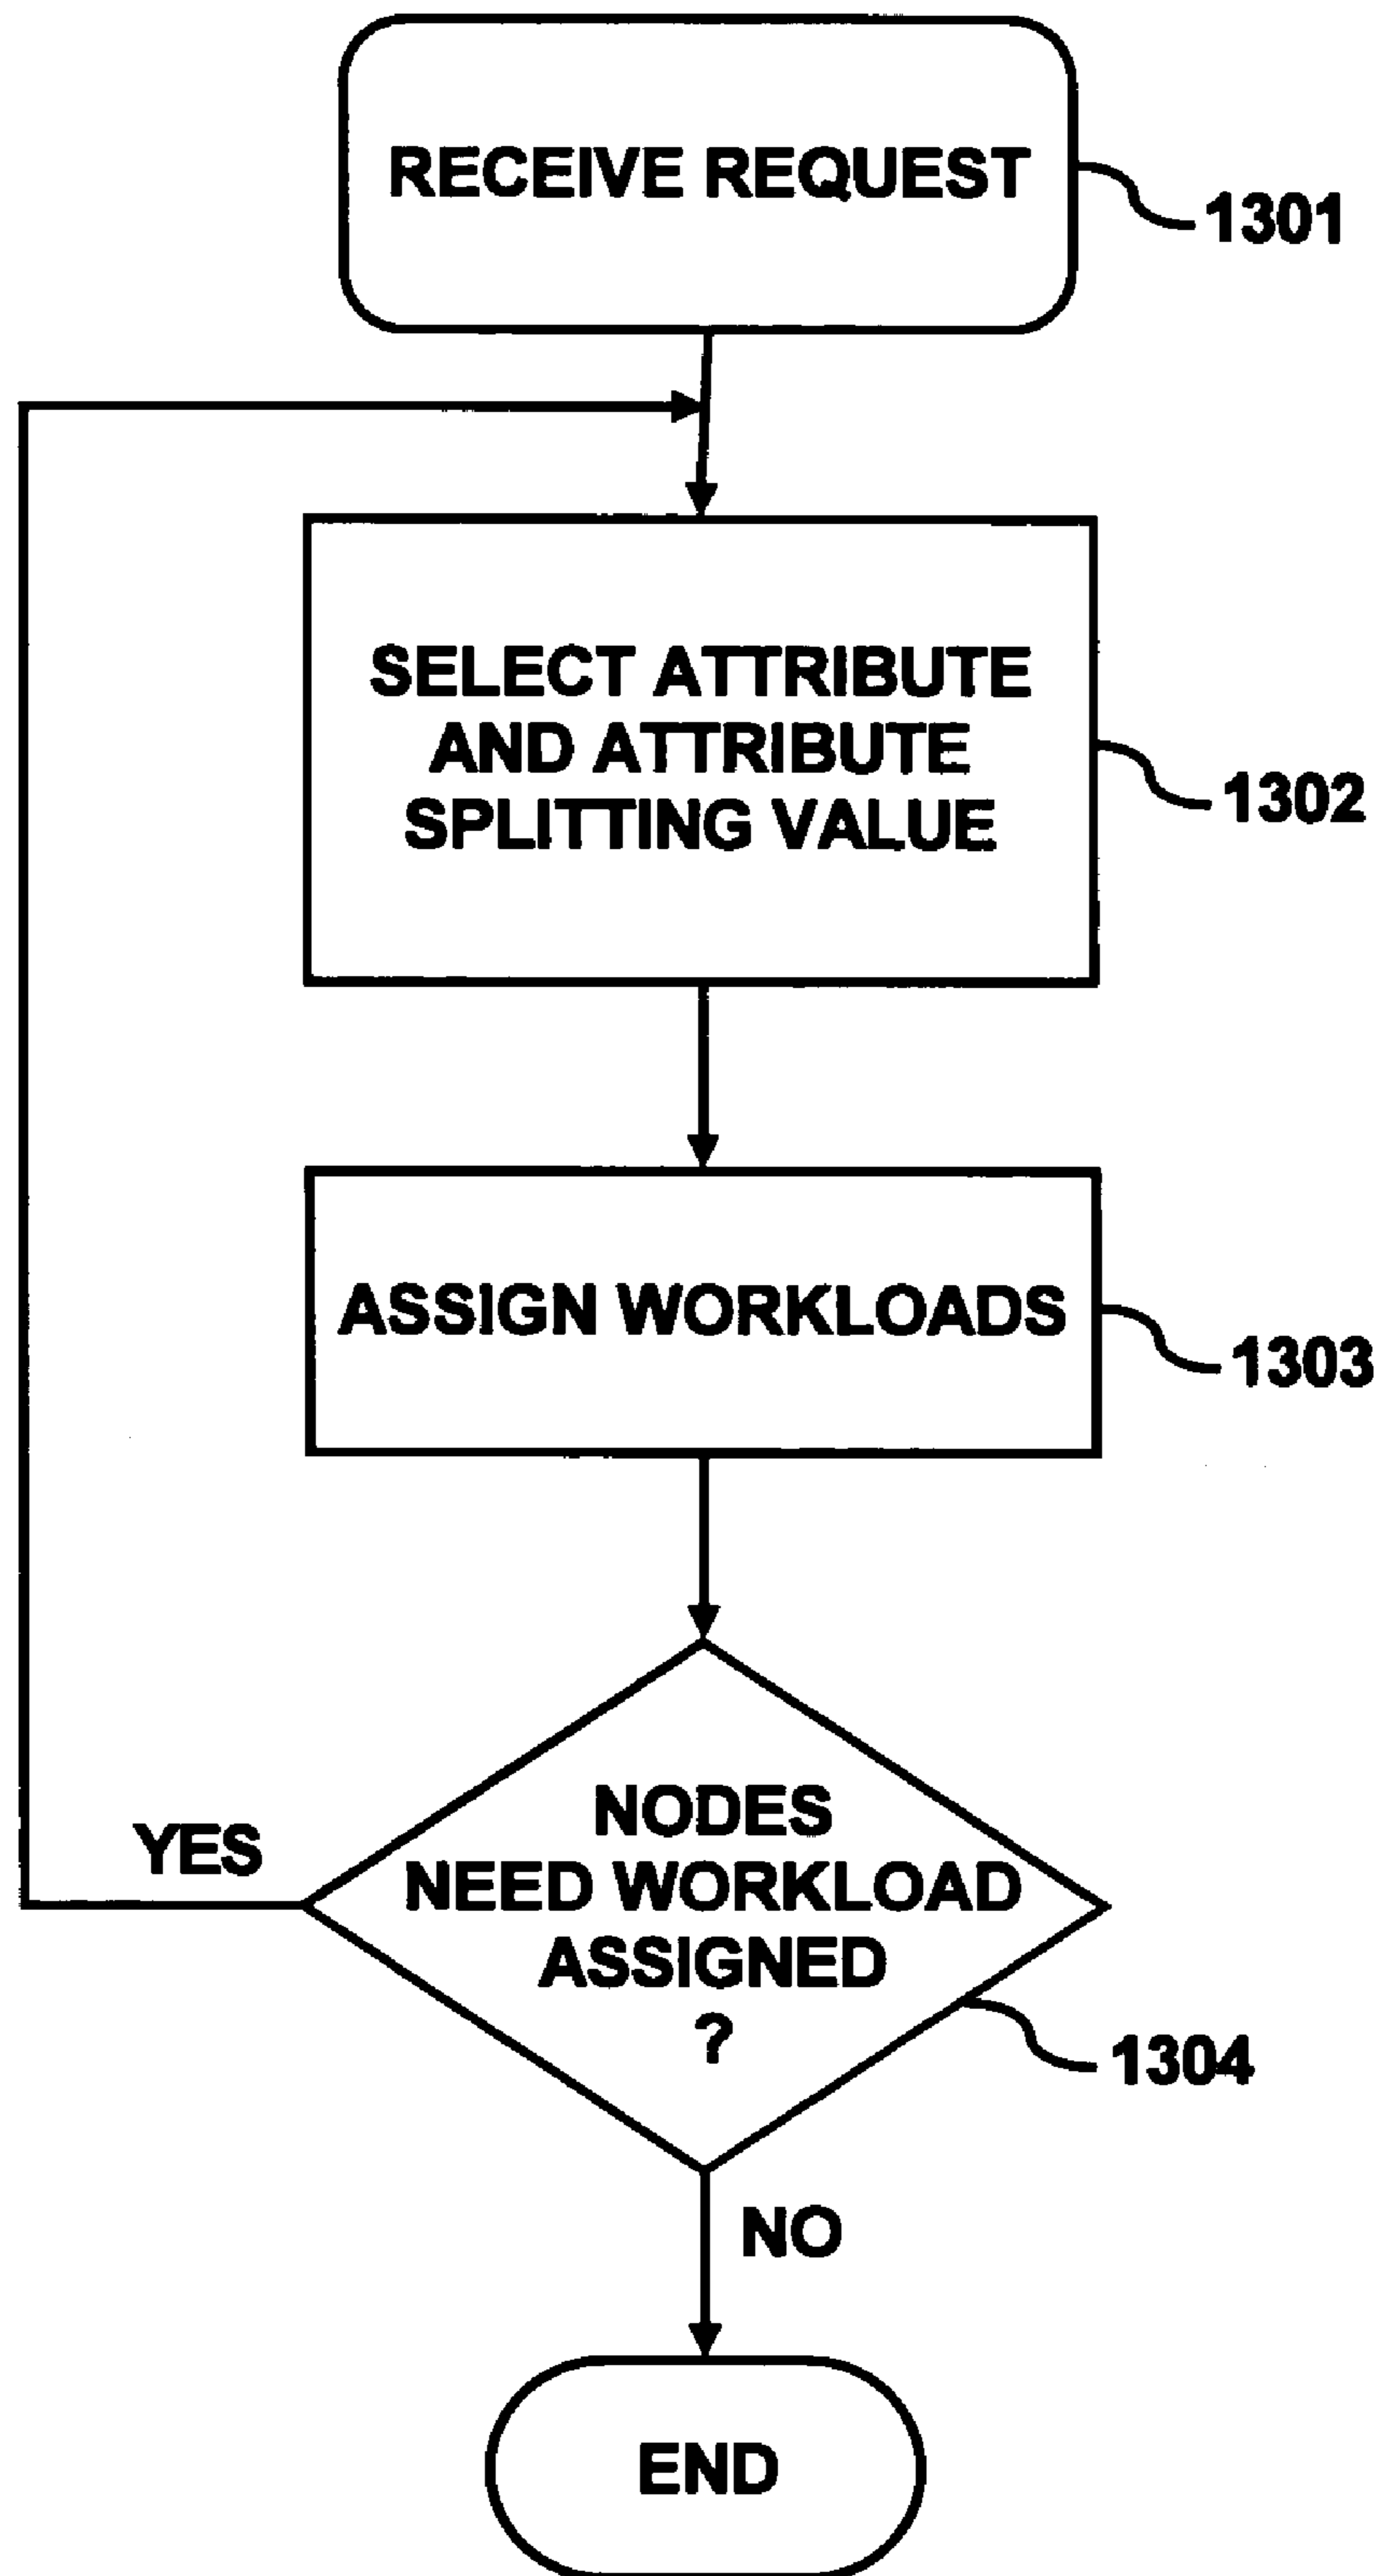 RECEIVE REQUEST
1301
SELECT ATTRIBUTE
AND ATTRIBUTE
SPLITTING VALUE
1302
ASSIGN WORKLOADS
1303
NODES
NEED WORKLOAD
ASSIGNED
?
YES
1304
NO
END